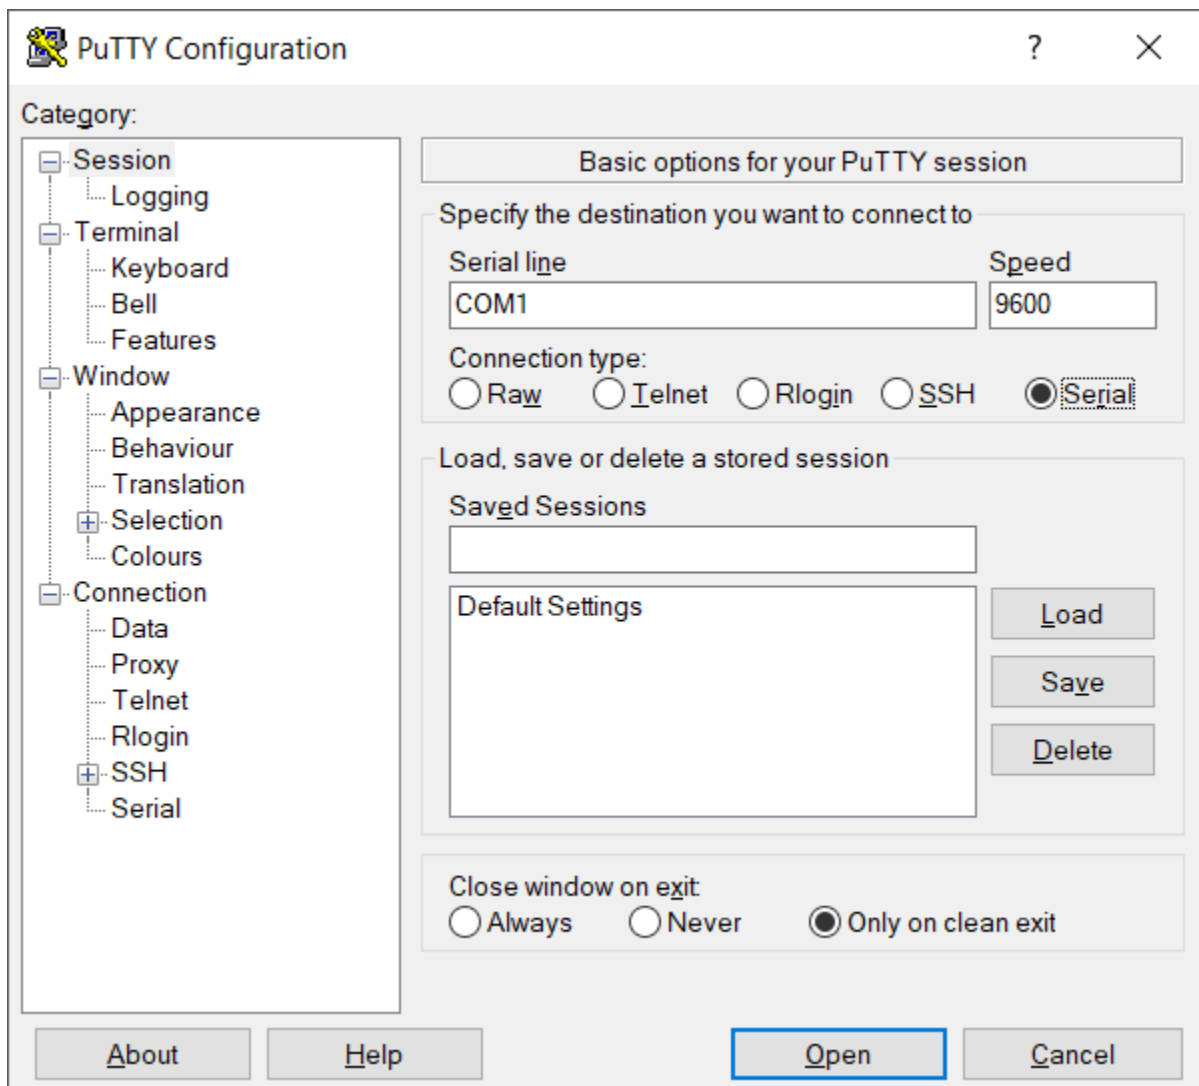 PuTTY Configuration
?
Category:
Session
Logging
Terminal
Keyboard
Bell
Features
Window
Appearance
Behaviour
Translation
Selection
Colours
Connection
Data
Proxy
Telnet
Rlogin
SSH
Serial
Basic options for your PuTTY session
Specify the destination you want to connect to
Serial line Speed
COM1 9600
Connection type:
Raw Telnet Rlogin SSH Serial
Load, save or delete a stored session
Saved Sessions
Default Settings
Load
Save
Delete
Close window on exit:
Always Never Only on clean exit
About Help Open Cancel